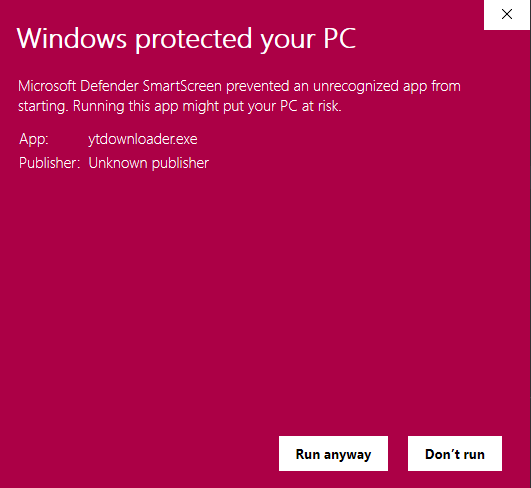 Windows protected your PC
Microsoft Defender SmartScreen prevented an unrecognized app from
starting. Running this app might put your PC at risk.
App: ytdownloader.exe
Publisher: Unknown publisher
Run anyway Don't run